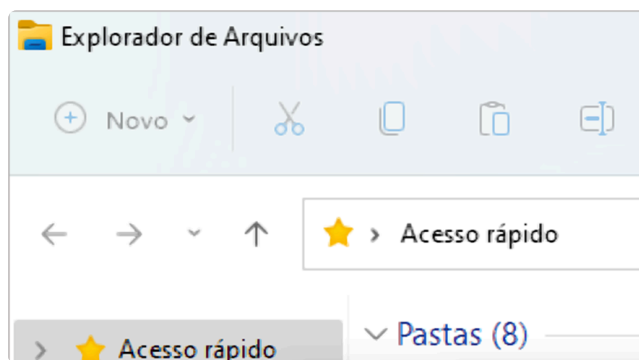 Explorador de Arquivos
Novo
Acesso rápido
Acesso rápido
Pastas (8)